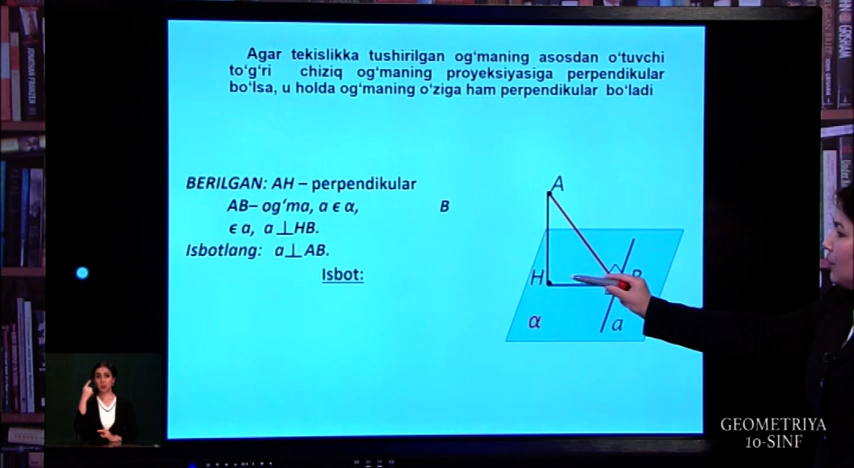 Agar tekislikka tushirilgan og‘maning asosdan o‘tuvchi
to‘g‘ri chiziq og‘maning proyeksiyasiga perpendikular
bo‘lsa, u holda og‘maning o‘ziga ham perpendikular bo‘ladi
BERILGAN: AH – perpendikular
AB– og‘ma, a ϵ α, B
ϵ a, a⊥HB.
Isbotlang: a⊥AB.
Isbot:
A
H B
α a
GEOMETRIYA
10-SINF